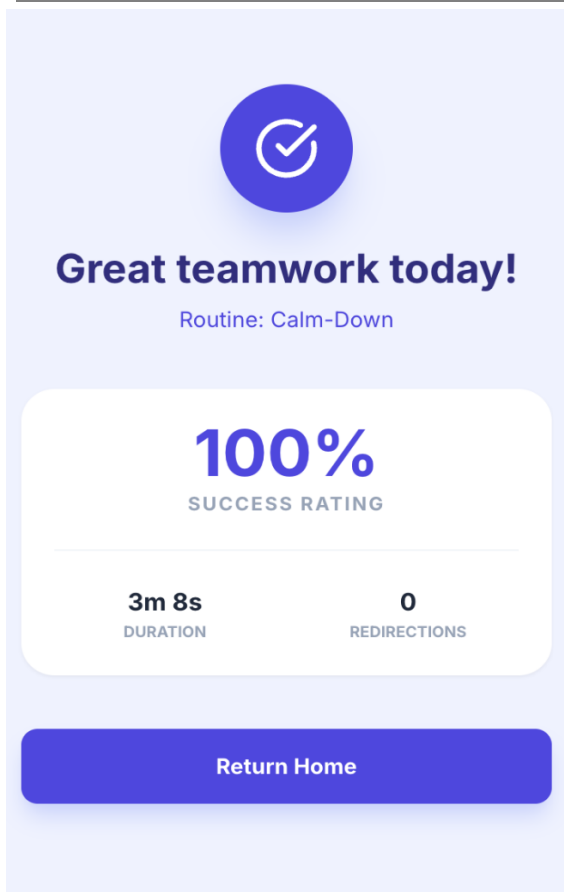 Great teamwork today!
Routine: Calm-Down
100%
SUCCESS RATING
3m 8s
DURATION
0
REDIRECTIONS
Return Home